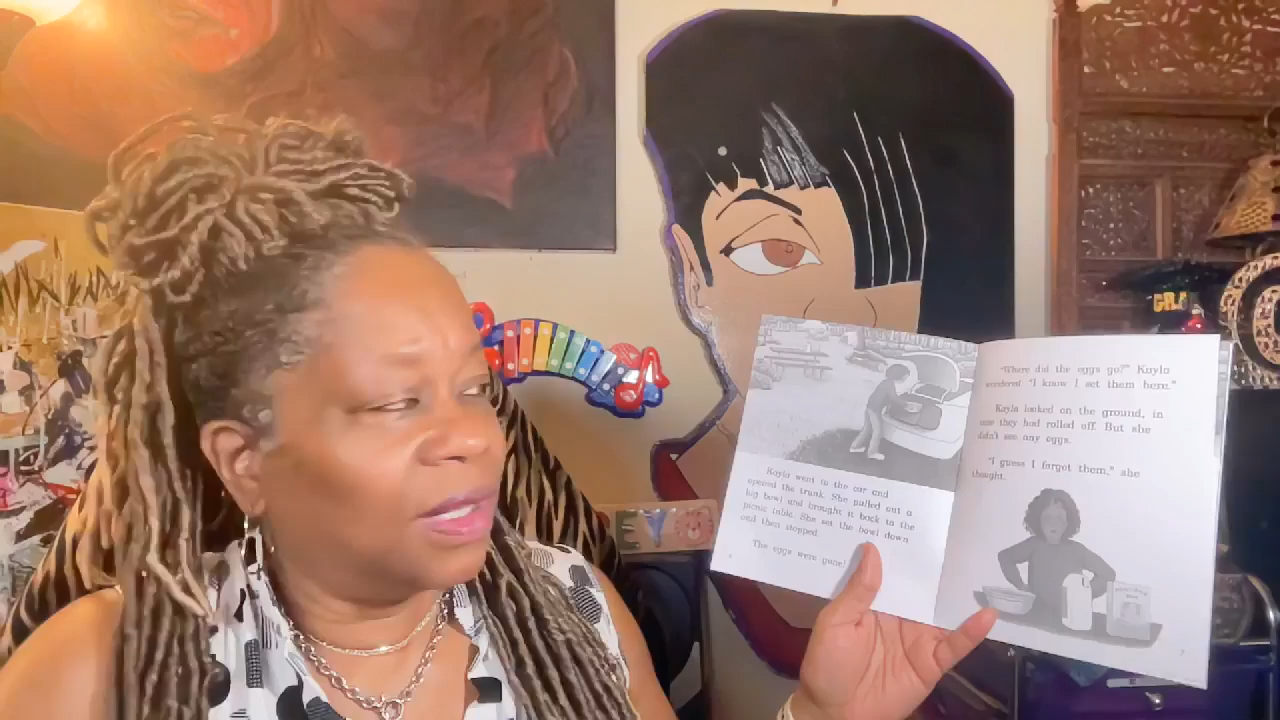 Kayla went to the car and
opened the trunk. She pulled out a
big bowl and brought it back to the
picnic table. She set the bowl down
and then stopped.
The eggs were gone!
"Where did the eggs go?" Kayla
wondered. "I know I set them here."
Kayla looked on the ground, in
case they had rolled off. But she
didn't see any eggs.
"I guess I forgot them," she
thought.